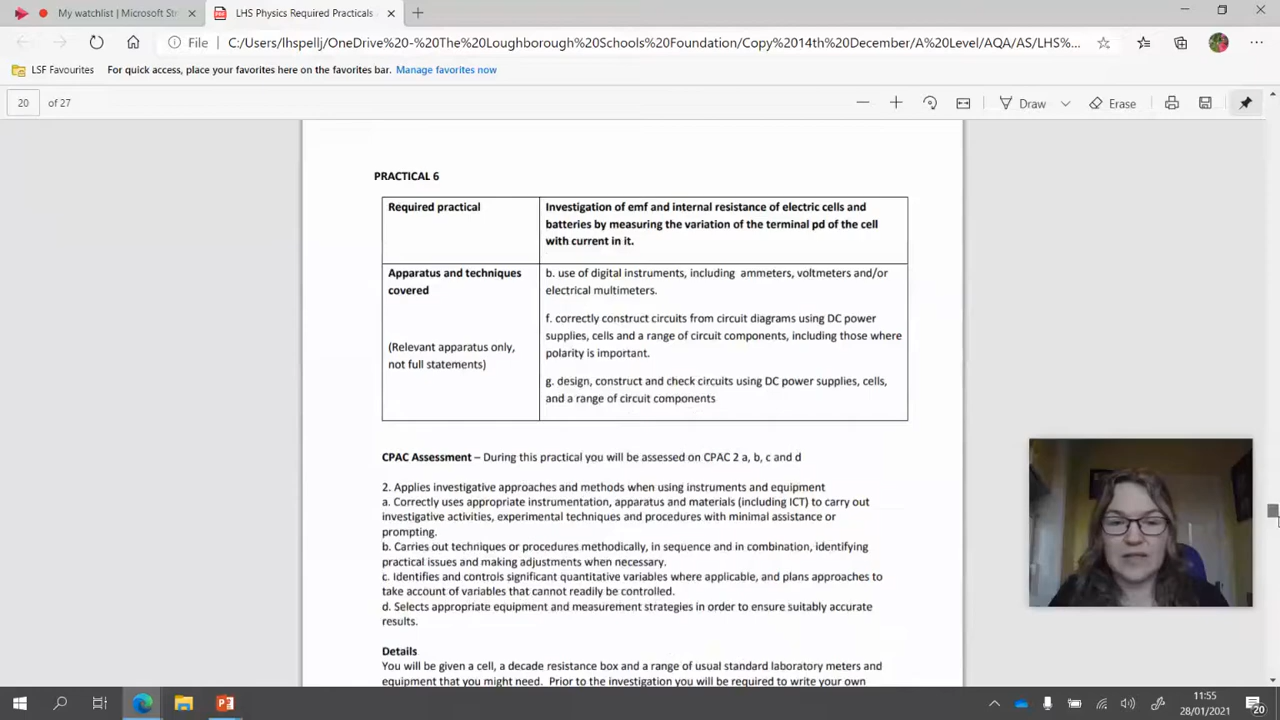 My watchlist | Microsoft Str
LHS Physics Required Practicals
File
C:/Users/lhspellj/OneDrive%20-%20The%20Loughborough%20Schools%20Foundation/Copy%2014th%20December/A%20Level/AQA/AS/LHS%...
LSF Favourites For quick access, place your favorites here on the favorites bar. Manage favorites now
20 of 27
Draw
Erase
PRACTICAL 6
Required practical
Investigation of emf and internal resistance of electric cells and
batteries by measuring the variation of the terminal pd of the cell
with current in it.
Apparatus and techniques
covered
(Relevant apparatus only,
not full statements)
b. use of digital instruments, including ammeters, voltmeters and/or
electrical multimeters.
f. correctly construct circuits from circuit diagrams using DC power
supplies, cells and a range of circuit components, including those where
polarity is important.
g. design, construct and check circuits using DC power supplies, cells,
and a range of circuit components
CPAC Assessment – During this practical you will be assessed on CPAC 2 a, b, c and d
2. Applies investigative approaches and methods when using instruments and equipment
a. Correctly uses appropriate instrumentation, apparatus and materials (including ICT) to carry out
investigative activities, experimental techniques and procedures with minimal assistance or
prompting.
b. Carries out techniques or procedures methodically, in sequence and in combination, identifying
practical issues and making adjustments when necessary.
c. Identifies and controls significant quantitative variables where applicable, and plans approaches to
take account of variables that cannot readily be controlled.
d. Selects appropriate equipment and measurement strategies in order to ensure suitably accurate
results.
Details
You will be given a cell, a decade resistance box and a range of usual standard laboratory meters and
equipment that you might need. Prior to the investigation you will be required to write your own
11:55
28/01/2021
20